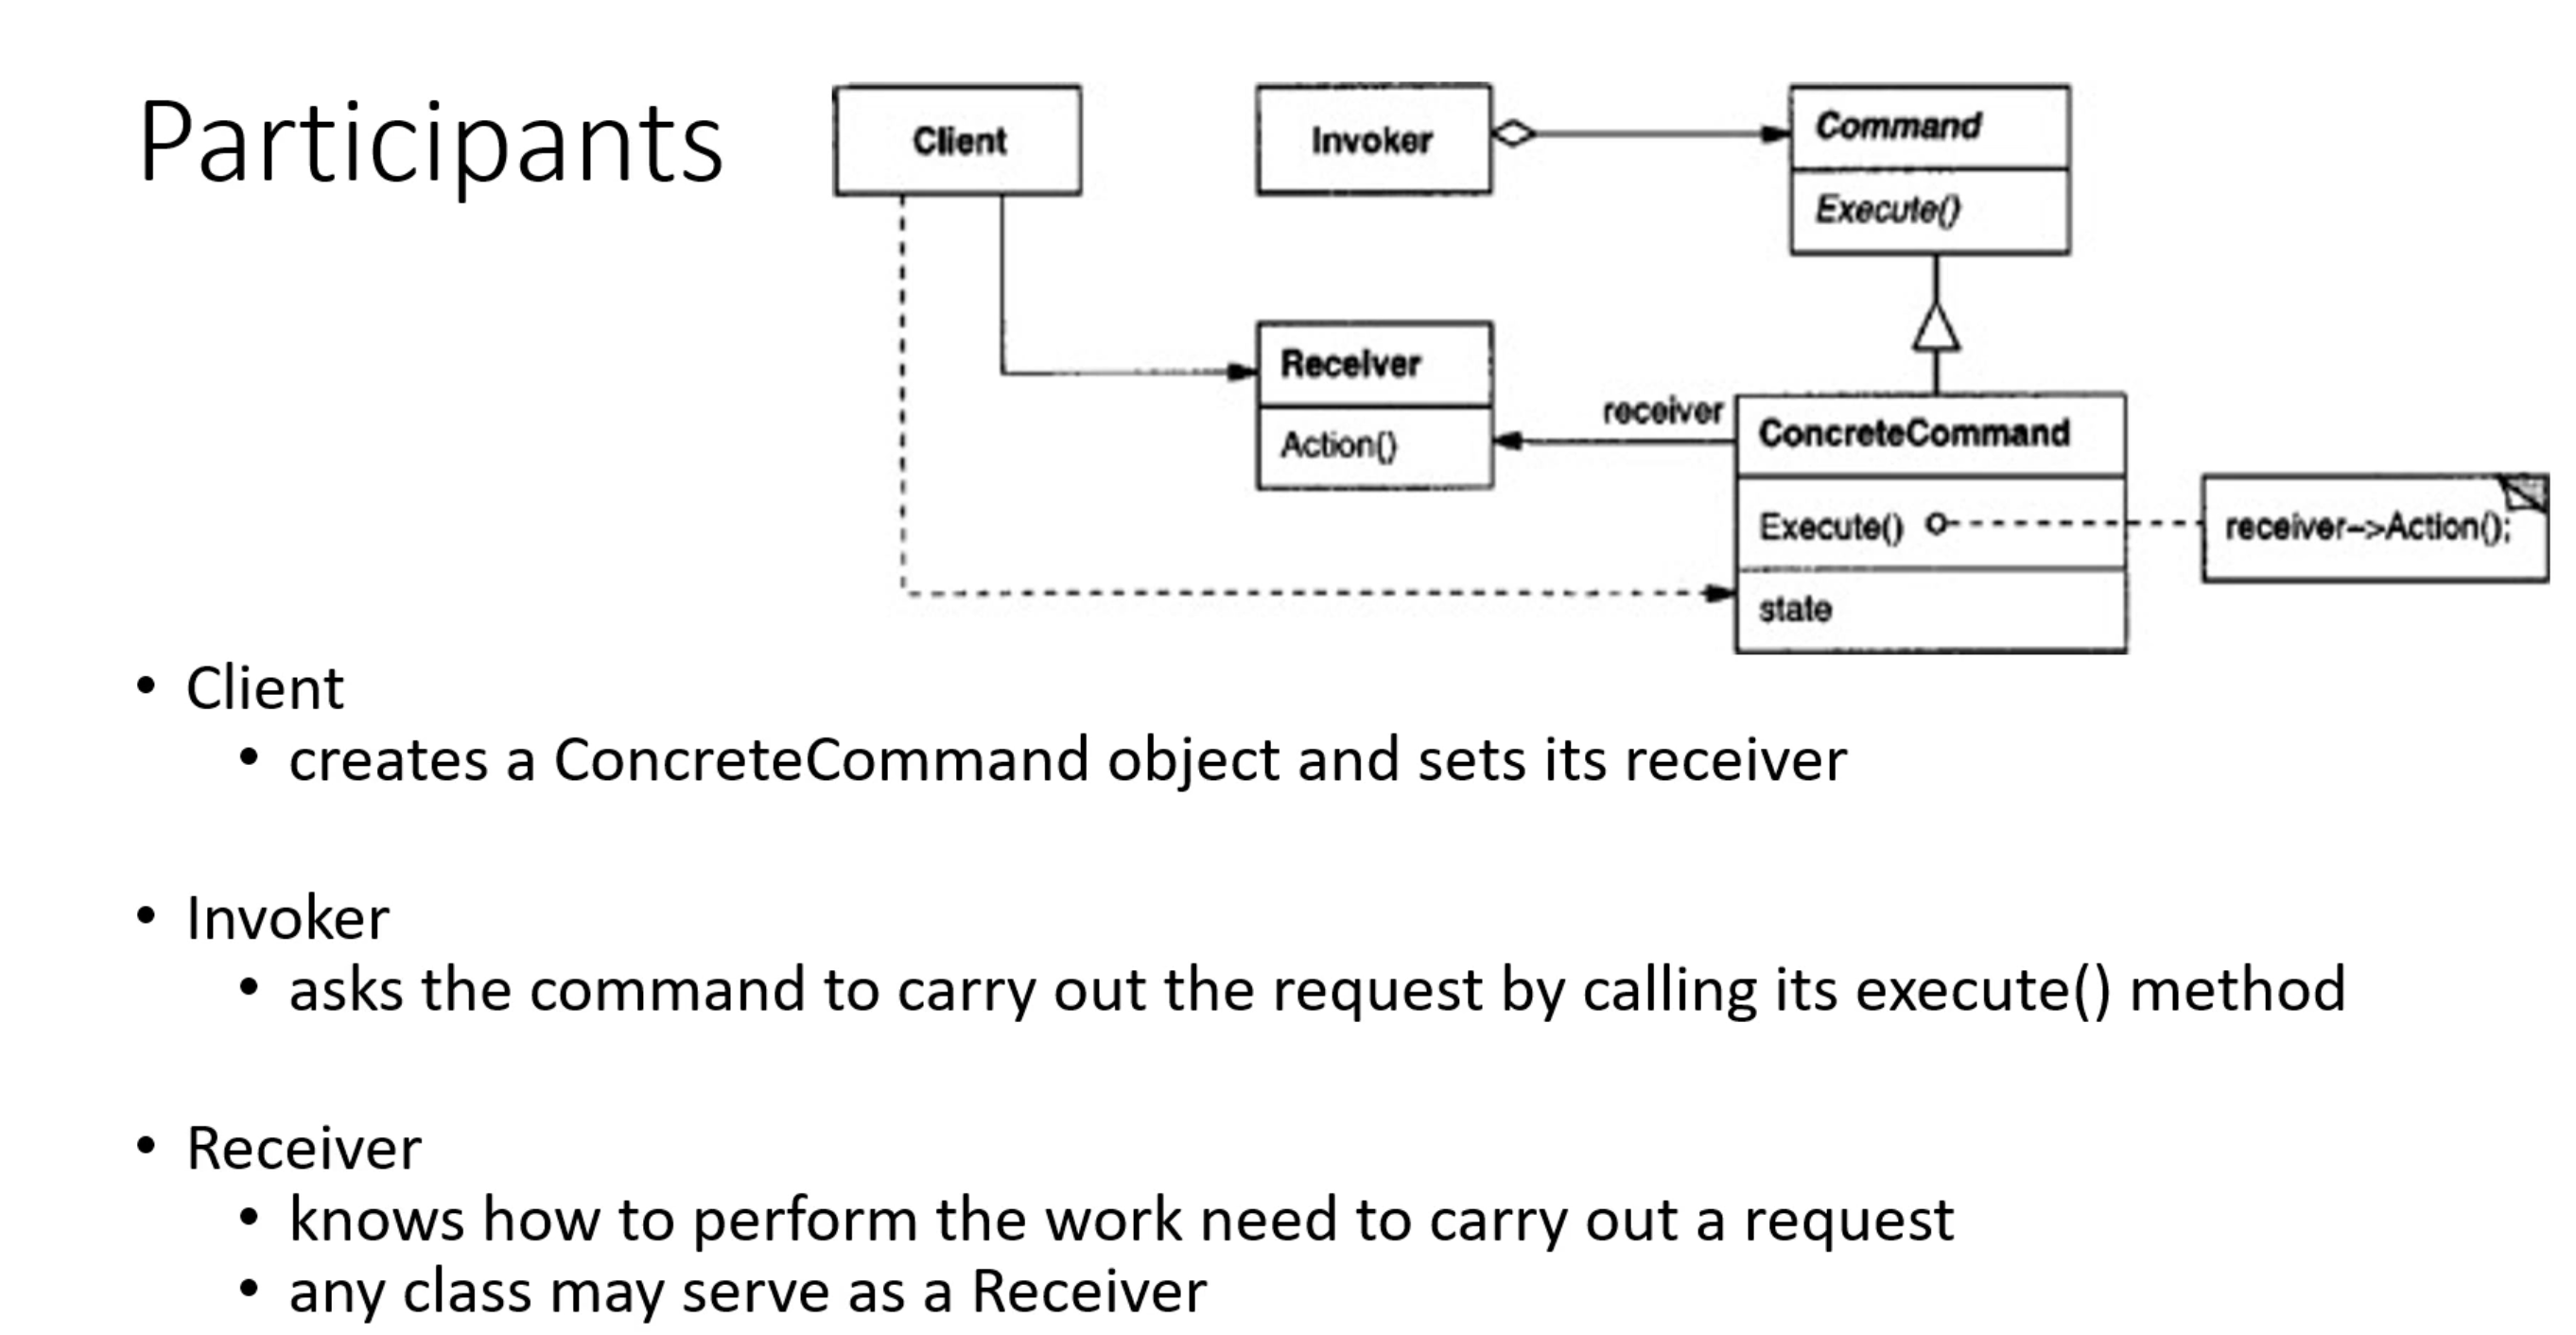 Participants
Client
Invoker
Command
Execute()
Receiver
Action()
receiver
ConcreteCommand
Execute()
receiver->Action();
state
• Client
• creates a ConcreteCommand object and sets its receiver
• Invoker
• asks the command to carry out the request by calling its execute() method
• Receiver
• knows how to perform the work need to carry out a request
• any class may serve as a Receiver